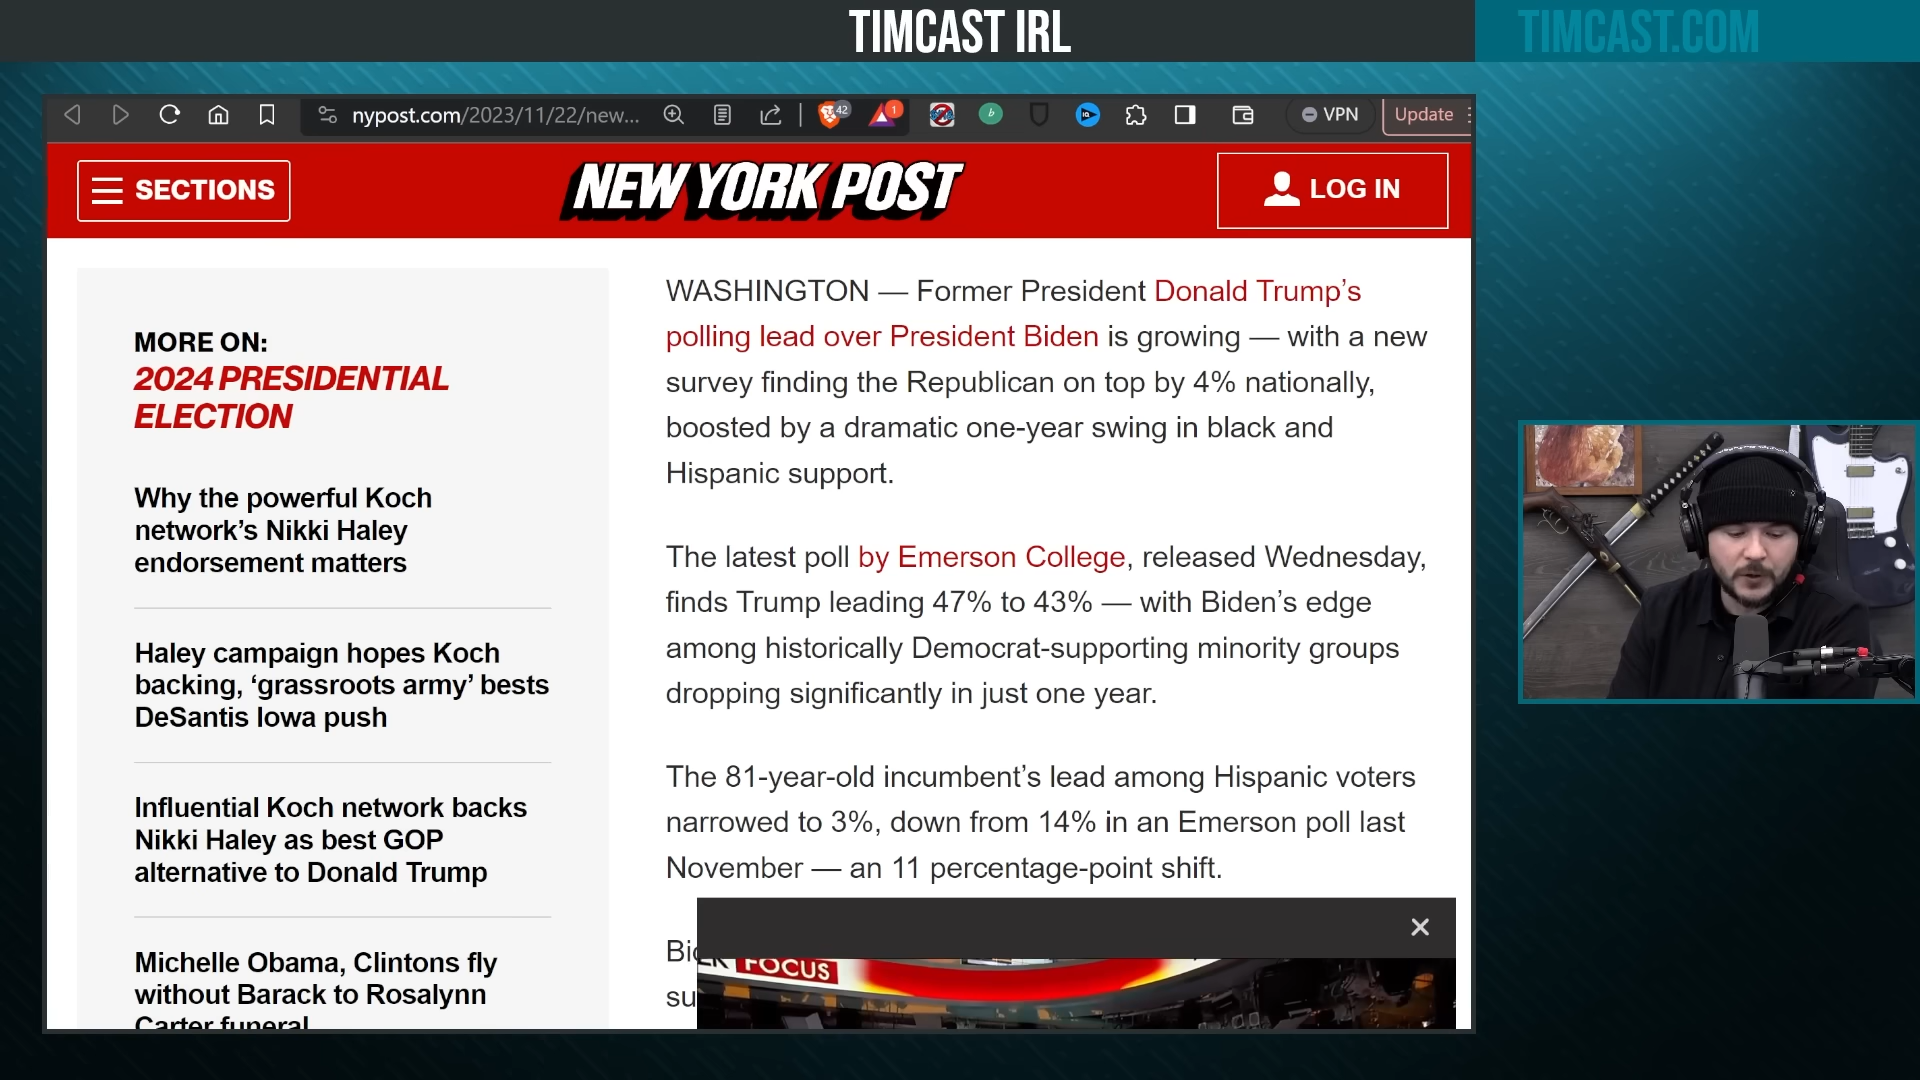 TIMCAST IRL
TIMCAST.COM
nypost.com/2023/11/22/new...
42
1
b
VPN
Update
SECTIONS
NEW YORK POST
LOG IN
MORE ON:
2024 PRESIDENTIAL
ELECTION
Why the powerful Koch
network’s Nikki Haley
endorsement matters
Haley campaign hopes Koch
backing, ‘grassroots army’ bests
DeSantis Iowa push
Influential Koch network backs
Nikki Haley as best GOP
alternative to Donald Trump
Michelle Obama, Clintons fly
without Barack to Rosalynn
Carter funeral
WASHINGTON — Former President Donald Trump’s
polling lead over President Biden is growing — with a new
survey finding the Republican on top by 4% nationally,
boosted by a dramatic one-year swing in black and
Hispanic support.
The latest poll by Emerson College, released Wednesday,
finds Trump leading 47% to 43% — with Biden’s edge
among historically Democrat-supporting minority groups
dropping significantly in just one year.
The 81-year-old incumbent’s lead among Hispanic voters
narrowed to 3%, down from 14% in an Emerson poll last
November — an 11 percentage-point shift.
su
FOCUS